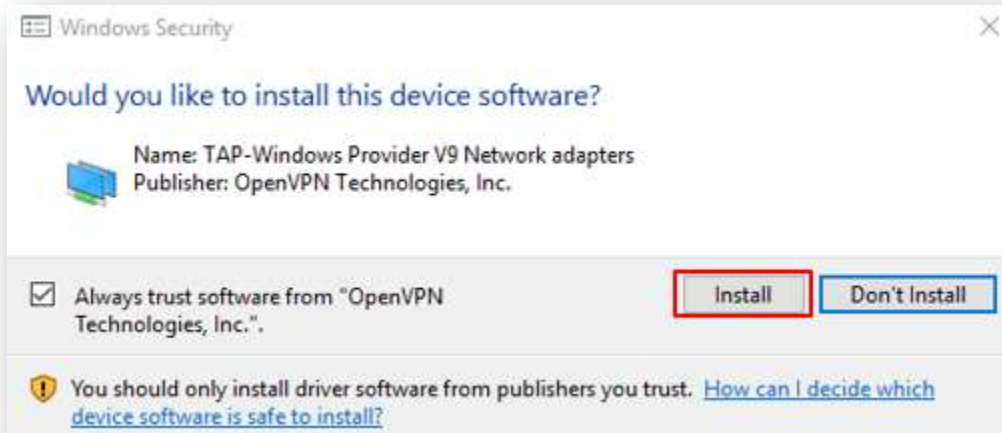 Windows Security
Would you like to install this device software?
Name: TAP-Windows Provider V9 Network adapters
Publisher: OpenVPN Technologies, Inc.
Always trust software from "OpenVPN
Technologies, Inc.".
Install
Don't Install
You should only install driver software from publishers you trust. How can I decide which
device software is safe to install?